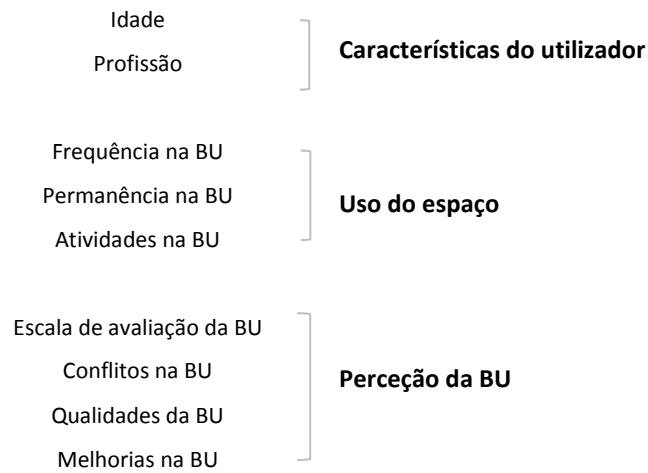 Idade
Profissão
Características do utilizador
Frequência na BU
Permanência na BU
Atividades na BU
Uso do espaço
Escala de avaliação da BU
Conflitos na BU
Qualidades da BU
Melhorias na BU
Perceção da BU